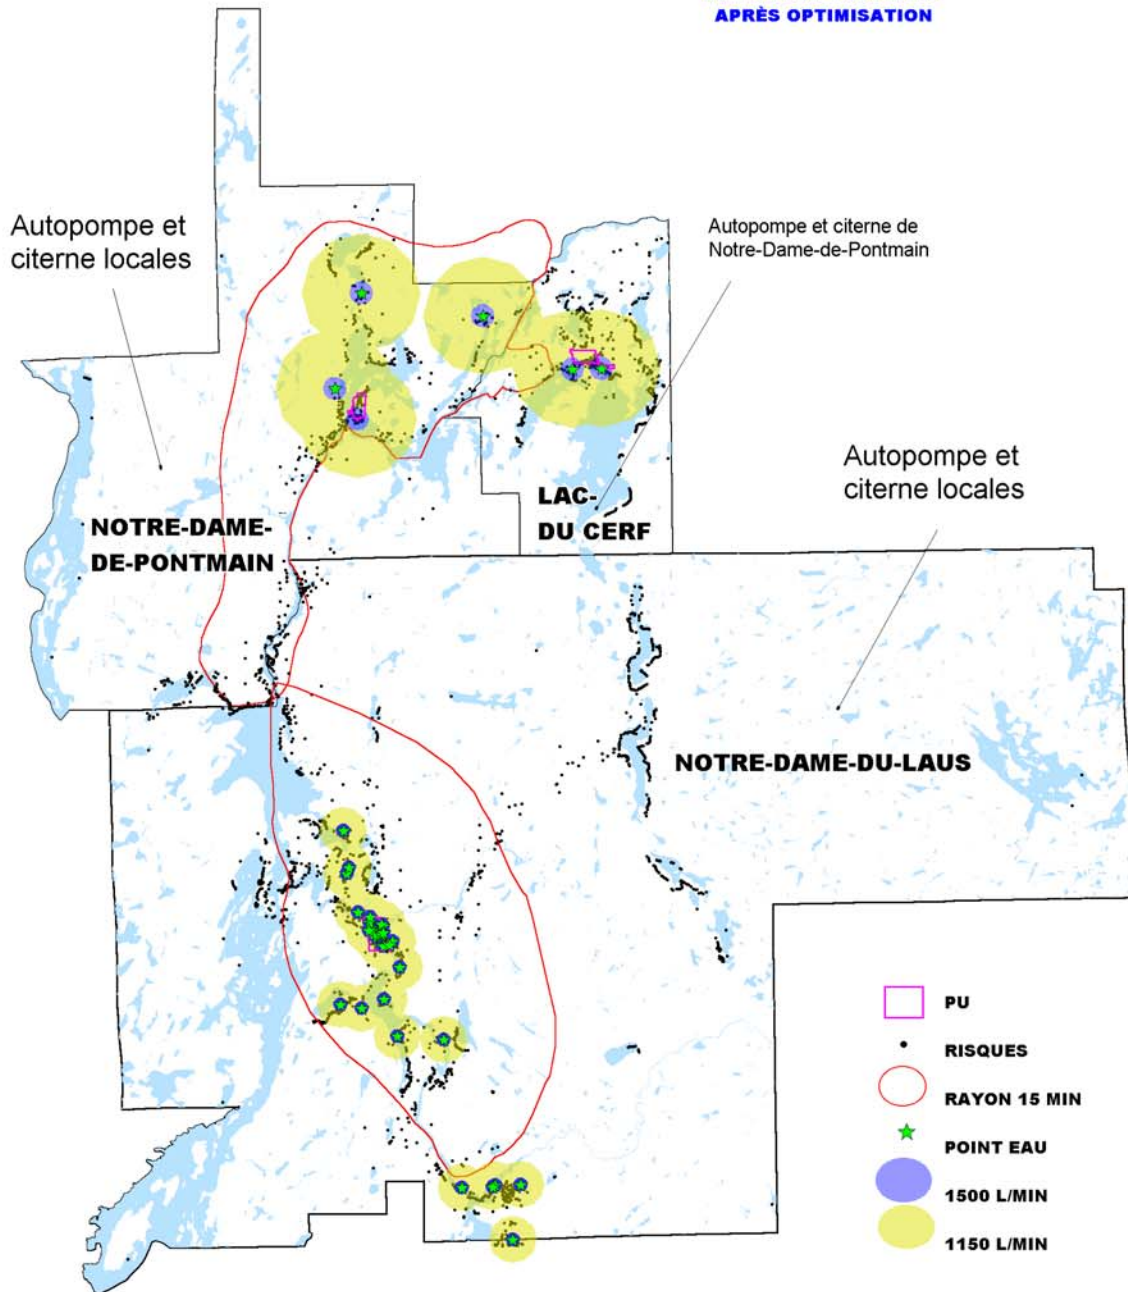 APRÈS OPTIMISATION
Autopompe et
citerne locales
Autopompe et citerne de
Notre-Dame-de-Pontmain
Autopompe et
citerne locales
LAC-
DU CERF
NOTRE-DAME-
DE-PONTMAIN
NOTRE-DAME-DU-LAUS
PU
RISQUES
RAYON 15 MIN
POINT EAU
1500 L/MIN
1150 L/MIN